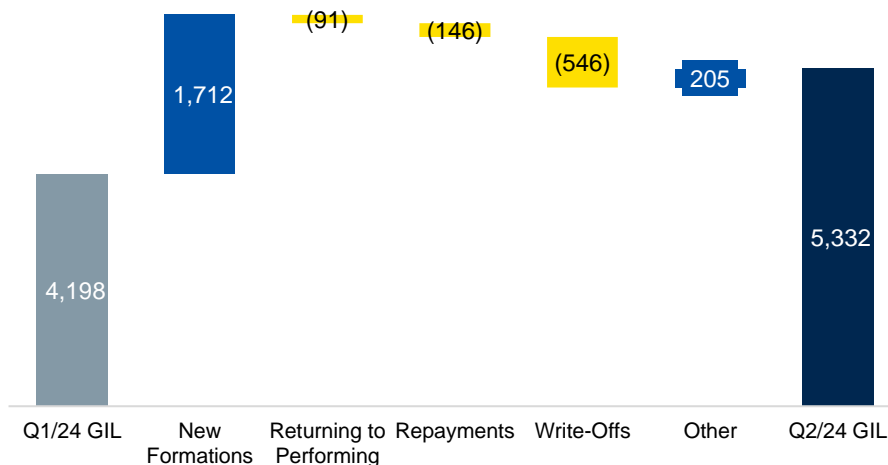 (91)
(146)
(546)
1,712
205
5,332
4,198
Q1/24 GIL
New
Formations
Returning to
Performing
Repayments
Write-Offs
Other
Q2/24 GIL